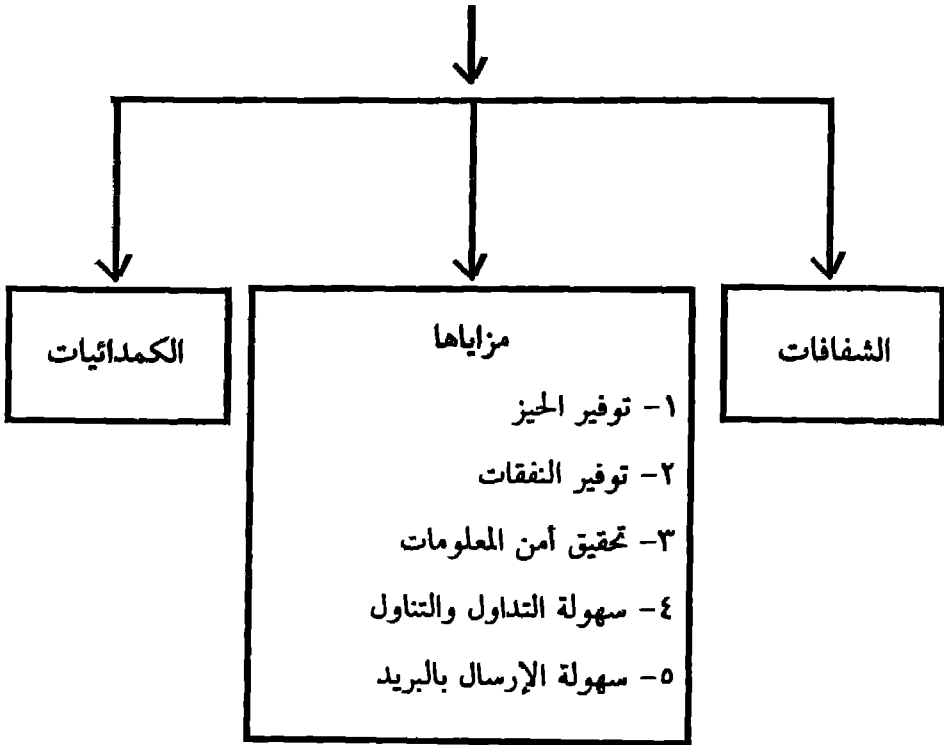 الشفافات
مزاياها
١- توفير الحيز
٢- توفير النفقات
٣- تحقيق أمن المعلومات
٤- سهولة التداول والتناول
٥- سهولة الإرسال بالبريد
الكمدائيات